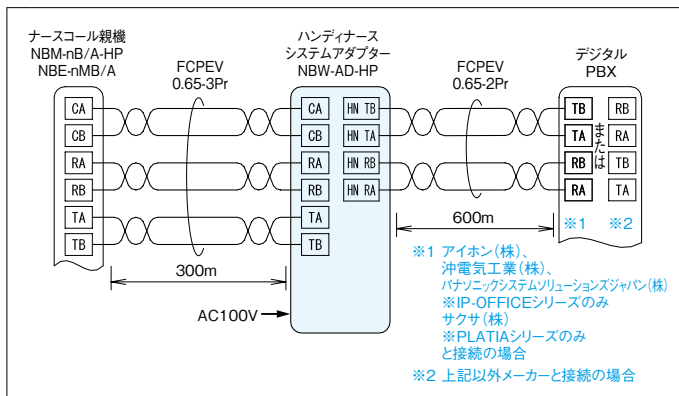 ナースコール親機
NBM-nB/A-HP
NBE-nMB/A
FCPEV
0.65-3Pr
ハンディナース
システムアダプター
NBW-AD-HP
FCPEV
0.65-2Pr
デジタル
PBX
CA
CB
RA
RB
TA
TB
CA
CB
RA
RB
TA
TB
HN TB
HN TA
HN RB
HN RA
TB
TA
RB
RA
または
RB
RA
TB
TA
※1
※2
300m
600m
AC100V
※1 アイホン(株)、
沖電気工業(株)、
パナソニックシステムソリューションズジャパン(株)
※IP-OFFICEシリーズのみ
サクサ(株)
※PLATIAシリーズのみ
と接続の場合
※2 上記以外メーカーと接続の場合